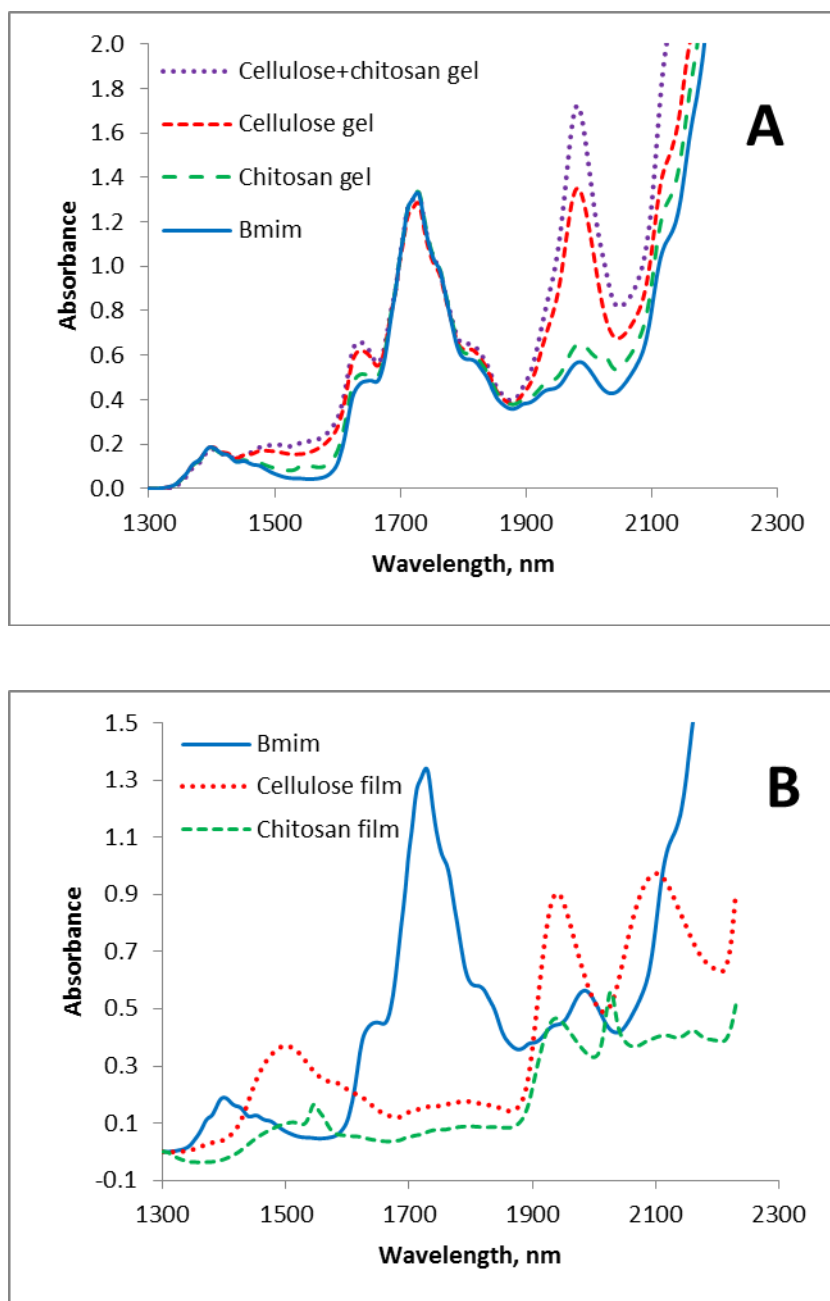 2.0
1.8
1.6
1.4
1.2
1.0
0.8
0.6
0.4
0.2
0.0
Absorbance
Cellulose+chitosan gel
Cellulose gel
Chitosan gel
Bmim
A
1300 1500 1700 1900 2100 2300
Wavelength, nm
1.5
1.3
1.1
0.9
0.7
0.5
0.3
0.1
-0.1
Absorbance
Bmim
Cellulose film
Chitosan film
B
1300 1500 1700 1900 2100 2300
Wavelength, nm